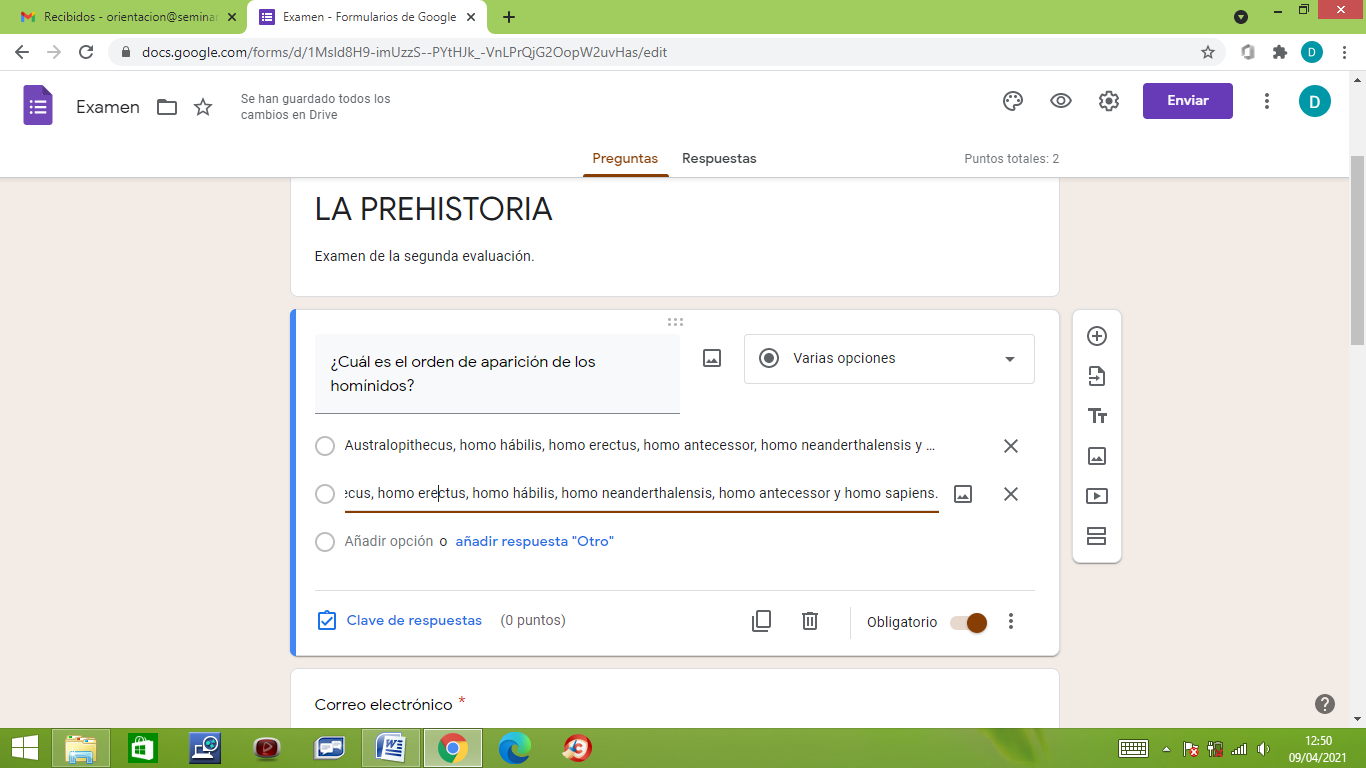 Recibidos - orientacion@semina
Examen - Formularios de Google
docs.google.com/forms/d/1Msld8H9-imUzzS--PYtHJk_-VnLPrQjG2OopW2uvHas/edit
D
Examen
Se han guardado todos los
cambios en Drive
Enviar
D
Preguntas
Respuestas
Puntos totales: 2
LA PREHISTORIA
Examen de la segunda evaluación.
¿Cuál es el orden de aparición de los
homínidos?
Varias opciones
Australopithecus, homo hábilis, homo erectus, homo antecessor, homo neanderthalensis y ...
ecus, homo erectus, homo hábilis, homo neanderthalensis, homo antecessor y homo sapiens.
Añadir opción o añadir respuesta "Otro"
Clave de respuestas (0 puntos)
Obligatorio
Correo electrónico *
12:50
09/04/2021